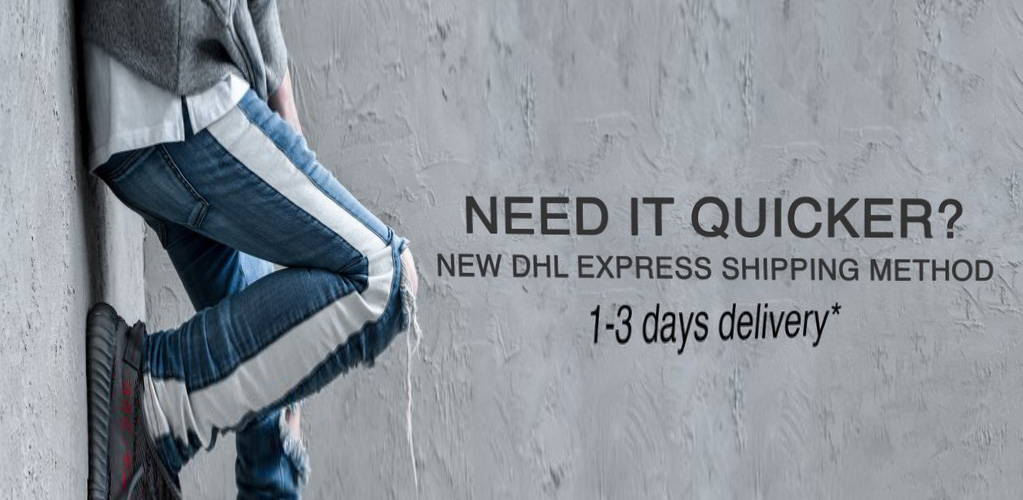 NEED IT QUICKER?
NEW DHL EXPRESS SHIPPING METHOD
1-3 days delivery*